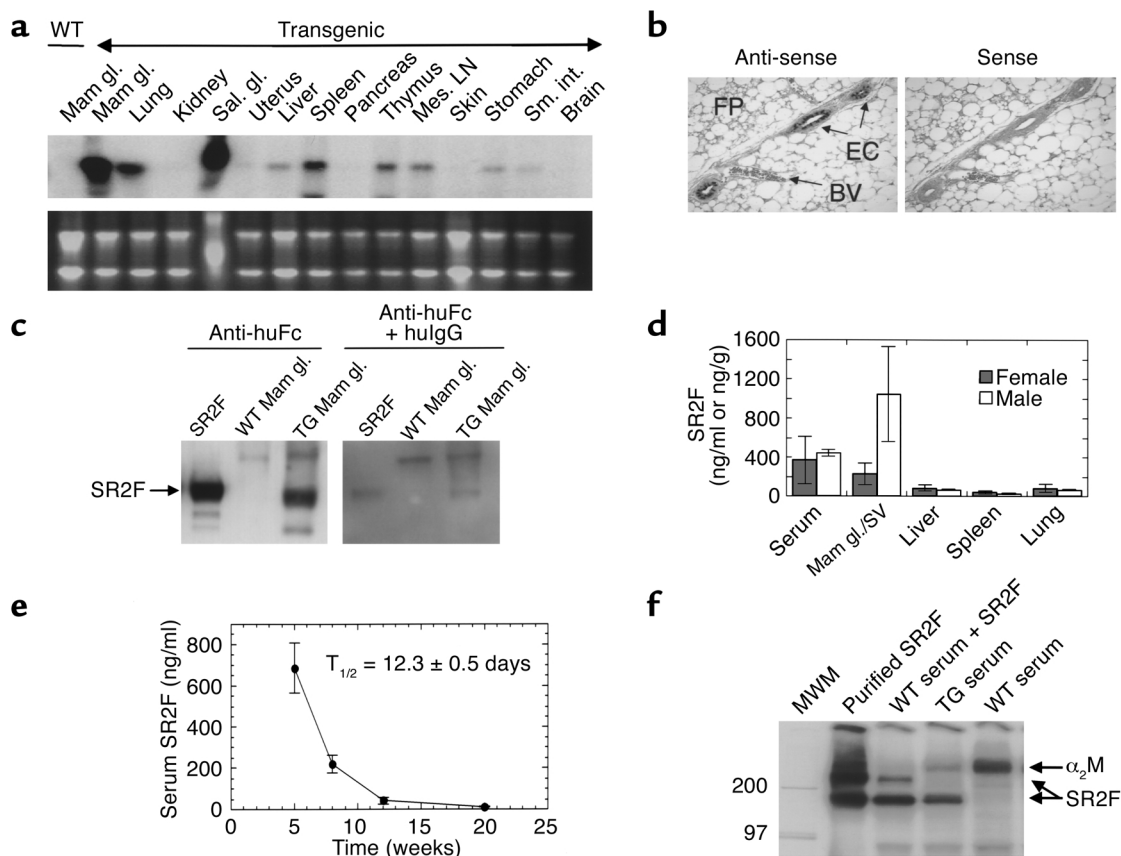 a
WT
Transgenic
Mam gl.
Mam gl.
Lung
Kidney
Sal. gl.
Uterus
Liver
Spleen
Pancreas
Thymus
Mes. LN
Skin
Stomach
Sm. int.
Brain
b
Anti-sense
Sense
FP
EC
BV
c
Anti-huFc
Anti-huFc
+ huIgG
SR2F
WT Mam gl.
TG Mam gl.
SR2F
WT Mam gl.
TG Mam gl.
SR2F
d
SR2F
(ng/ml or ng/g)
1600
1200
800
400
0
Female
Male
Serum
Mam gl./SV
Liver
Spleen
Lung
e
Serum SR2F (ng/ml)
800
600
400
200
0
T1/2 = 12.3 ± 0.5 days
0 5 10 15 20 25
Time (weeks)
f
MWM
Purified SR2F
WT serum + SR2F
TG serum
WT serum
200
97
α2M
SR2F